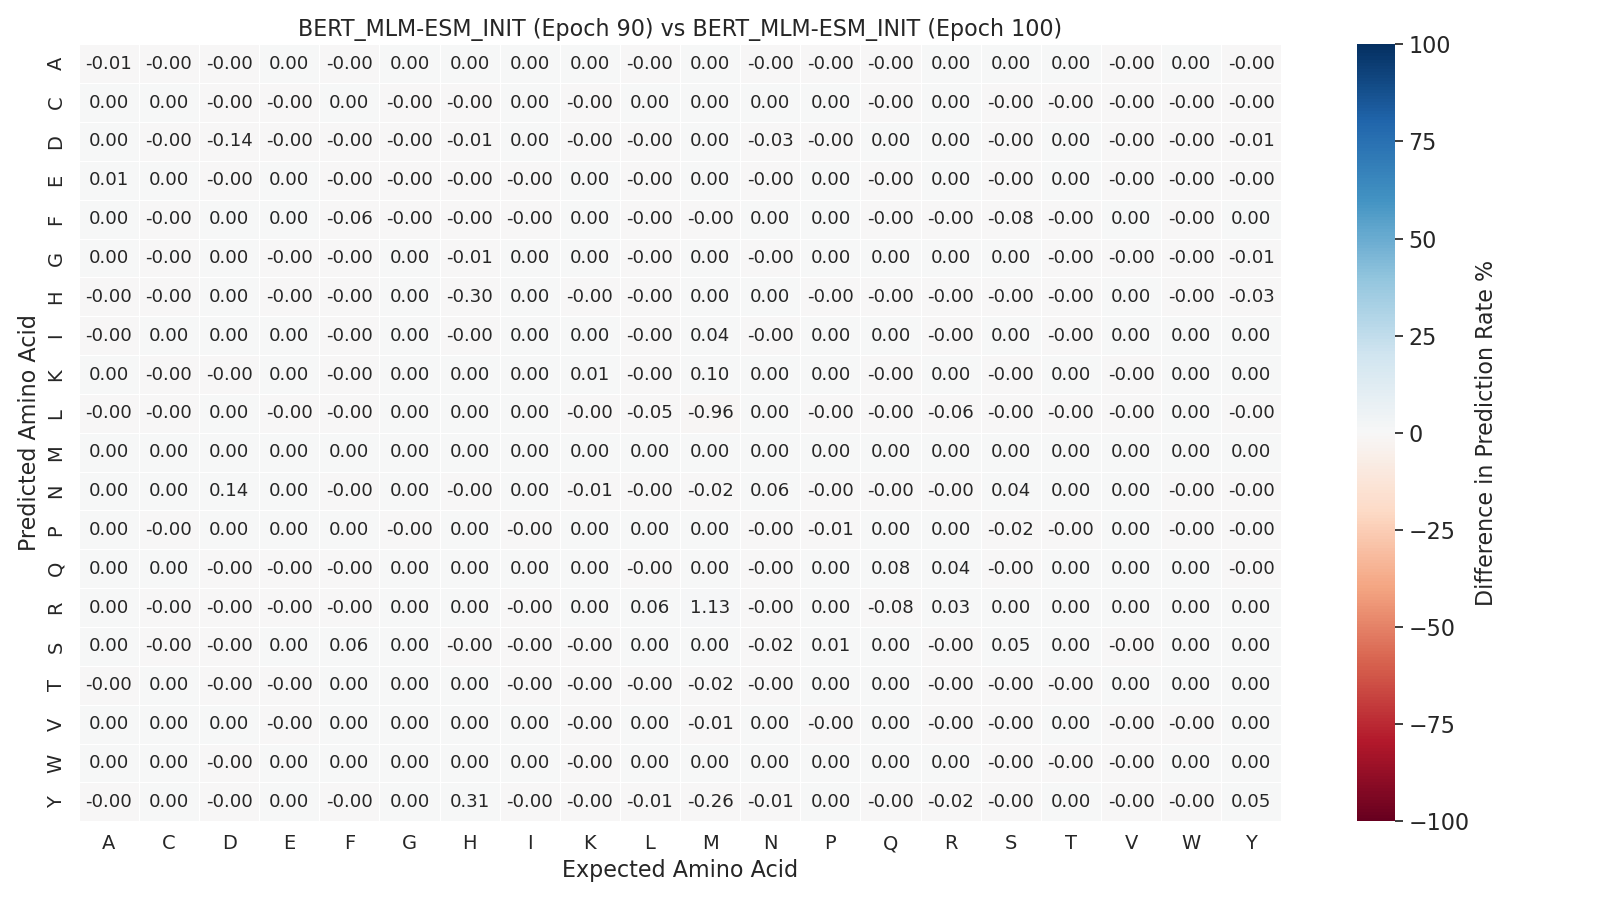 BERT_MLM-ESM_INIT (Epoch 90) vs BERT_MLM-ESM_INIT (Epoch 100)
A -0.01 -0.00 -0.00 0.00 -0.00 0.00 0.00 0.00 0.00 -0.00 0.00 -0.00 -0.00 -0.00 0.00 0.00 0.00 -0.00 0.00 -0.00
C 0.00 0.00 -0.00 -0.00 0.00 -0.00 -0.00 0.00 -0.00 0.00 0.00 0.00 0.00 -0.00 0.00 -0.00 -0.00 0.00 -0.00 -0.00
D 0.00 -0.00 -0.14 -0.00 -0.00 -0.00 -0.01 0.00 -0.00 -0.00 0.00 -0.03 -0.00 0.00 0.00 -0.00 0.00 -0.00 -0.00 -0.01
E 0.01 0.00 -0.00 0.00 -0.00 -0.00 -0.00 -0.00 0.00 -0.00 0.00 -0.00 0.00 -0.00 0.00 -0.00 0.00 -0.00 -0.00 -0.00
F 0.00 -0.00 0.00 0.00 -0.06 -0.00 -0.00 -0.00 0.00 -0.00 -0.00 0.00 0.00 -0.00 -0.00 -0.08 -0.00 0.00 -0.00 0.00
G 0.00 -0.00 0.00 -0.00 -0.00 0.00 -0.01 0.00 0.00 -0.00 0.00 -0.00 0.00 0.00 0.00 0.00 -0.00 -0.00 0.00 -0.01
H -0.00 -0.00 0.00 -0.00 -0.00 0.00 -0.30 0.00 -0.00 -0.00 0.00 0.00 -0.00 -0.00 -0.00 -0.00 -0.00 0.00 -0.00 -0.03
I -0.00 0.00 0.00 0.00 -0.00 0.00 -0.00 0.00 0.00 -0.00 0.04 -0.00 0.00 0.00 -0.00 0.00 -0.00 0.00 0.00 0.00
K 0.00 -0.00 -0.00 0.00 -0.00 0.00 0.00 0.00 0.01 -0.00 0.10 0.00 0.00 -0.00 0.00 -0.00 0.00 -0.00 0.00 0.00
L -0.00 -0.00 0.00 -0.00 -0.00 0.00 0.00 0.00 -0.00 -0.05 -0.96 0.00 -0.00 -0.00 -0.06 -0.00 -0.00 -0.00 0.00 -0.00
M 0.00 0.00 0.00 0.00 0.00 0.00 0.00 0.00 0.00 0.00 0.00 0.00 0.00 0.00 0.00 0.00 0.00 0.00 0.00 0.00
N 0.00 0.00 0.14 0.00 -0.00 0.00 -0.00 0.00 -0.01 -0.00 -0.02 0.06 -0.00 -0.00 -0.00 0.04 0.00 0.00 -0.00 -0.00
P 0.00 -0.00 0.00 0.00 0.00 -0.00 0.00 -0.00 0.00 0.00 0.00 -0.00 -0.01 0.00 0.00 -0.02 -0.00 0.00 -0.00 -0.00
Q 0.00 0.00 -0.00 -0.00 -0.00 0.00 0.00 0.00 0.00 -0.00 0.00 -0.00 0.00 0.08 0.04 -0.00 0.00 0.00 0.00 -0.00
R 0.00 -0.00 -0.00 -0.00 -0.00 0.00 0.00 -0.00 0.00 0.06 1.13 -0.00 0.00 -0.08 0.03 0.00 0.00 0.00 0.00 0.00
S 0.00 -0.00 -0.00 0.00 0.06 0.00 -0.00 -0.00 -0.00 0.00 0.00 -0.02 0.01 0.00 -0.00 0.05 0.00 -0.00 0.00 0.00
T -0.00 0.00 -0.00 -0.00 0.00 0.00 0.00 -0.00 -0.00 -0.00 -0.02 -0.00 0.00 0.00 -0.00 -0.00 -0.00 0.00 0.00 0.00
V 0.00 0.00 0.00 -0.00 0.00 0.00 0.00 0.00 -0.00 0.00 -0.01 0.00 -0.00 0.00 -0.00 -0.00 0.00 -0.00 -0.00 0.00
W 0.00 0.00 -0.00 0.00 0.00 0.00 0.00 0.00 -0.00 0.00 0.00 0.00 0.00 0.00 0.00 -0.00 -0.00 -0.00 0.00 0.00
Y -0.00 0.00 -0.00 0.00 -0.00 0.00 0.31 -0.00 -0.00 -0.01 -0.26 -0.01 0.00 -0.00 -0.02 -0.00 0.00 -0.00 -0.00 0.05
A C D E F G H I K L M N P Q R S T V W Y
Expected Amino Acid
Predicted Amino Acid
100
75
50
25
0
−25
−50
−75
−100
Difference in Prediction Rate %